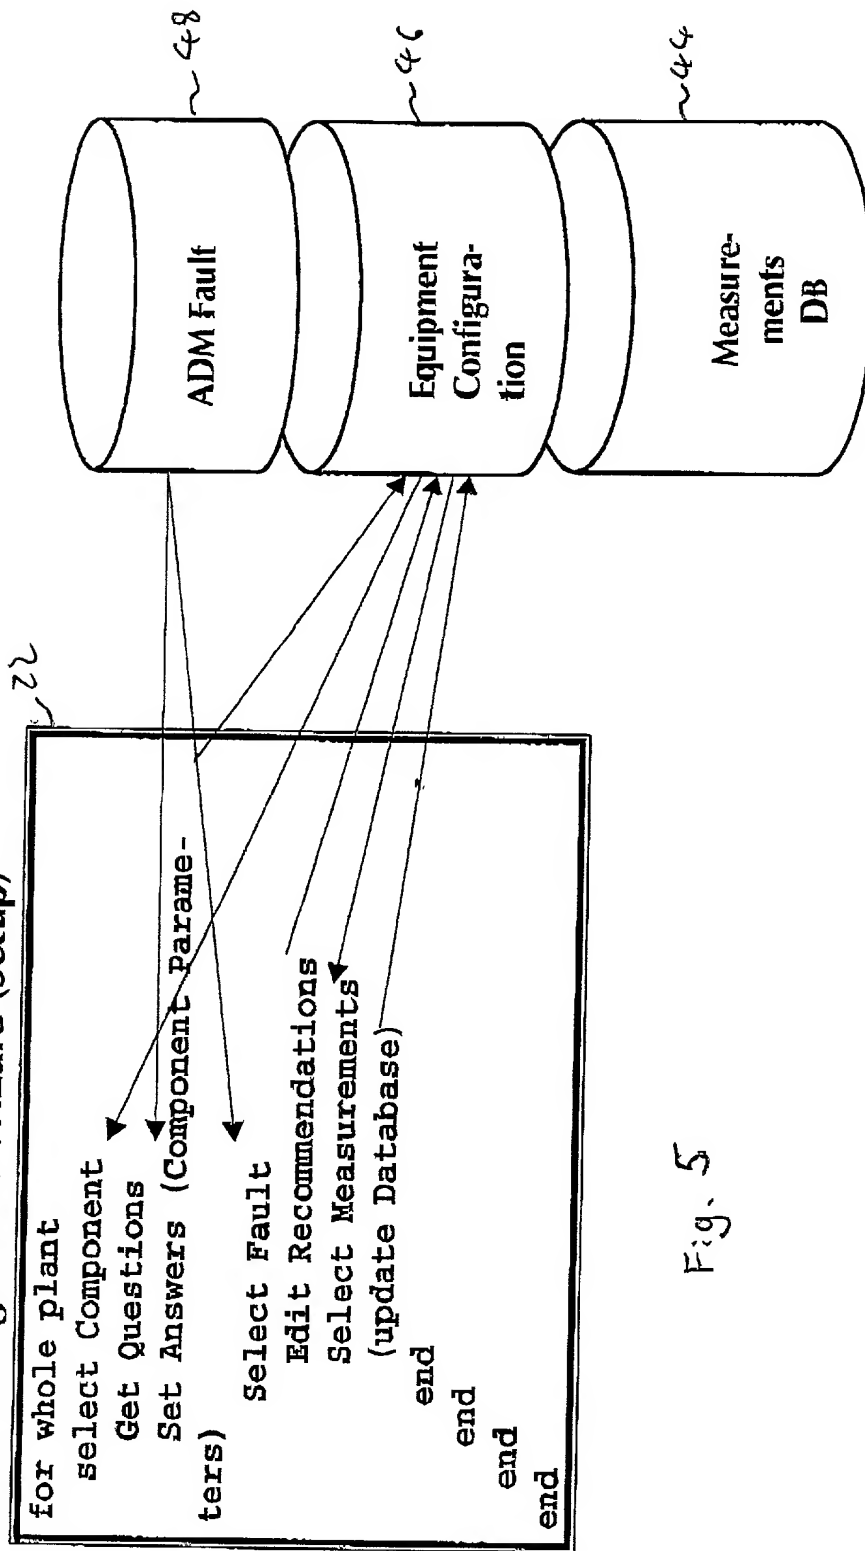 22
for whole plant
select Component
Get Questions
Set Answers (Component Parame-
ters)
Select Fault
Edit Recommendations
Select Measurements
(update Database)
end
end
end
end
ADM Fault
48
Equipment
Configura-
tion
46
Measure-
ments
DB
44
Fig. 5